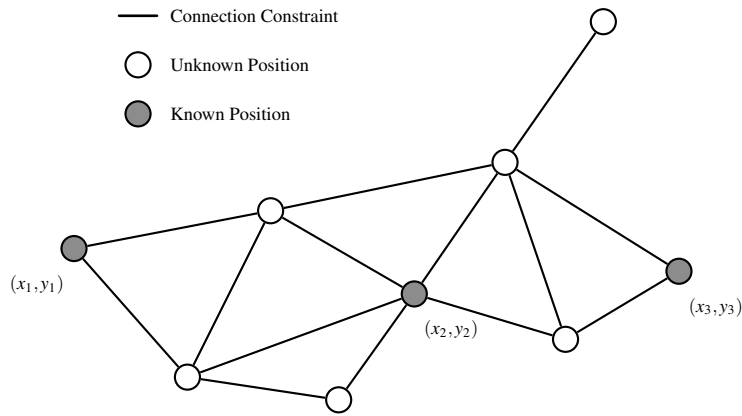 Connection Constraint
Unknown Position
Known Position
(x₁, y₁)
(x₂, y₂)
(x₃, y₃)